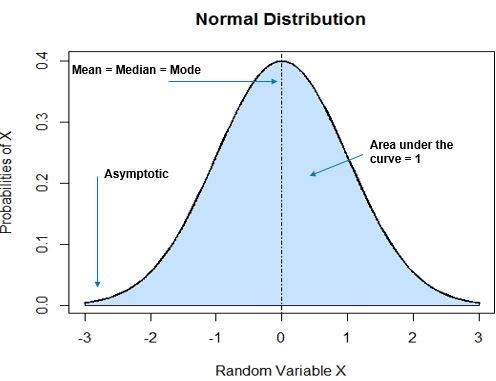 Normal Distribution
Mean = Median = Mode
Area under the
curve = 1
Asymptotic
Probabilities of X
0.4
0.3
0.2
0.1
0.0
-3 -2 -1 0 1 2 3
Random Variable X